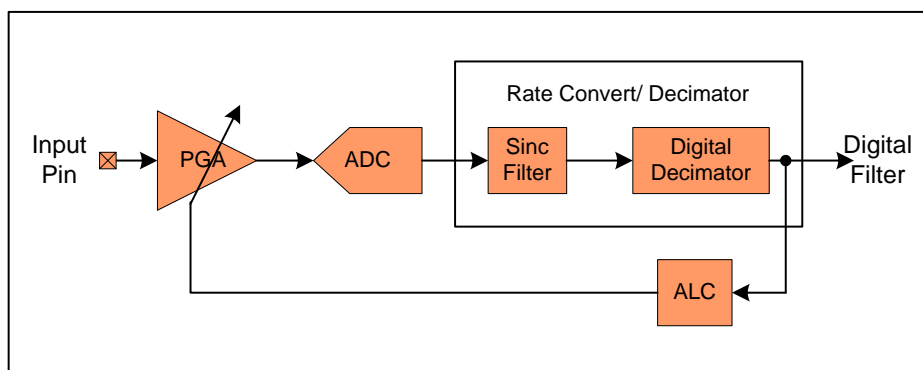 Rate Convert/ Decimator
Input
Pin
PGA
ADC
Sinc
Filter
Digital
Decimator
Digital
Filter
ALC